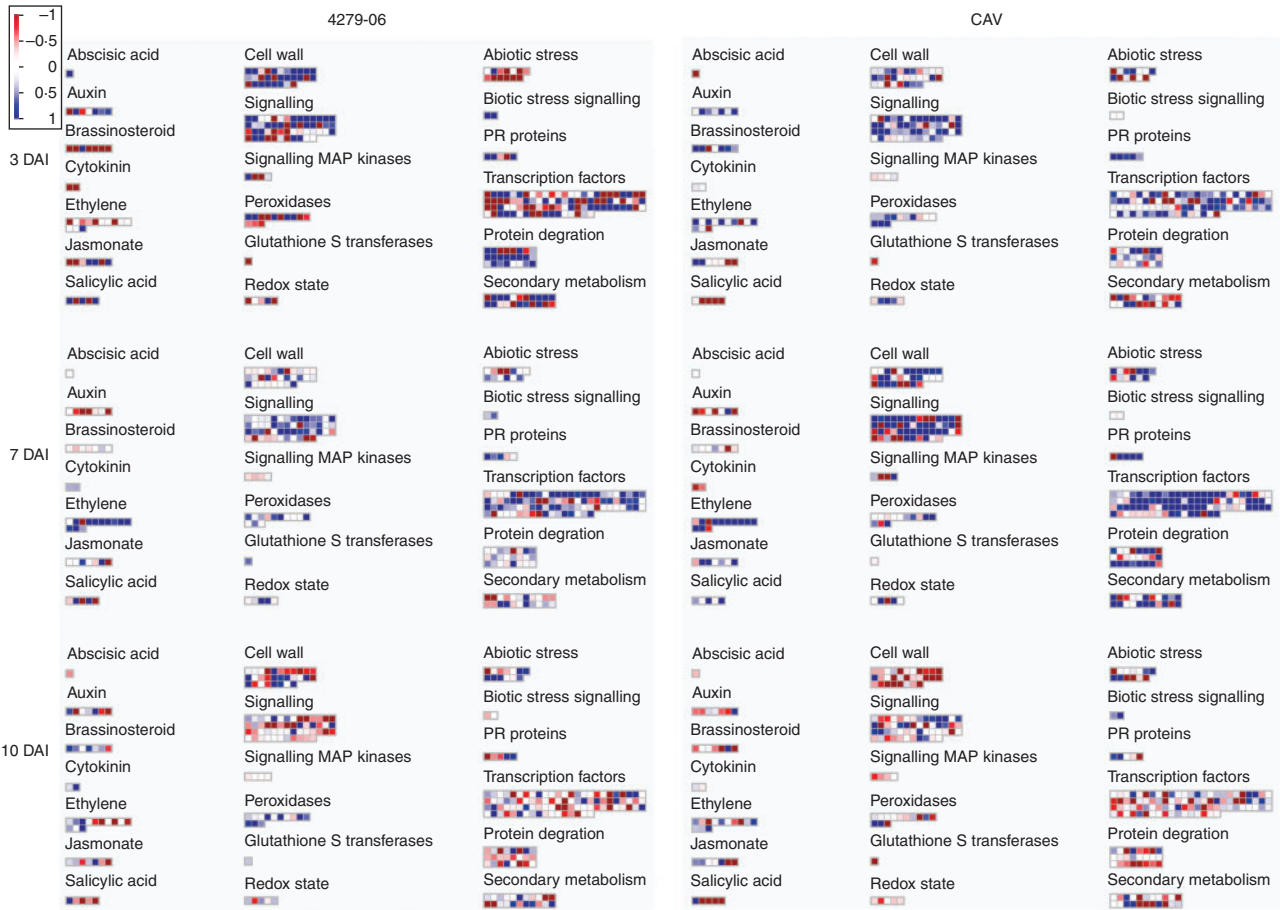 4279-06 CAV
−1
−0·5
0
0·5
1
3 DAI
Abscisic acid Cell wall Abiotic stress Abscisic acid Cell wall Abiotic stress
Auxin Signalling Biotic stress signalling Auxin Signalling Biotic stress signalling
Brassinosteroid PR proteins Brassinosteroid PR proteins
Cytokinin Signalling MAP kinases Transcription factors Cytokinin Signalling MAP kinases Transcription factors
Ethylene Peroxidases Ethylene Peroxidases
Jasmonate Glutathione S transferases Protein degration Jasmonate Glutathione S transferases Protein degration
Salicylic acid Redox state Secondary metabolism Salicylic acid Redox state Secondary metabolism
7 DAI
Abscisic acid Cell wall Abiotic stress Abscisic acid Cell wall Abiotic stress
Auxin Signalling Biotic stress signalling Auxin Signalling Biotic stress signalling
Brassinosteroid PR proteins Brassinosteroid PR proteins
Cytokinin Signalling MAP kinases Transcription factors Cytokinin Signalling MAP kinases Transcription factors
Ethylene Peroxidases Ethylene Peroxidases
Jasmonate Glutathione S transferases Protein degration Jasmonate Glutathione S transferases Protein degration
Salicylic acid Redox state Secondary metabolism Salicylic acid Redox state Secondary metabolism
10 DAI
Abscisic acid Cell wall Abiotic stress Abscisic acid Cell wall Abiotic stress
Auxin Signalling Biotic stress signalling Auxin Signalling Biotic stress signalling
Brassinosteroid PR proteins Brassinosteroid PR proteins
Cytokinin Signalling MAP kinases Transcription factors Cytokinin Signalling MAP kinases Transcription factors
Ethylene Peroxidases Ethylene Peroxidases
Jasmonate Glutathione S transferases Protein degration Jasmonate Glutathione S transferases Protein degration
Salicylic acid Redox state Secondary metabolism Salicylic acid Redox state Secondary metabolism